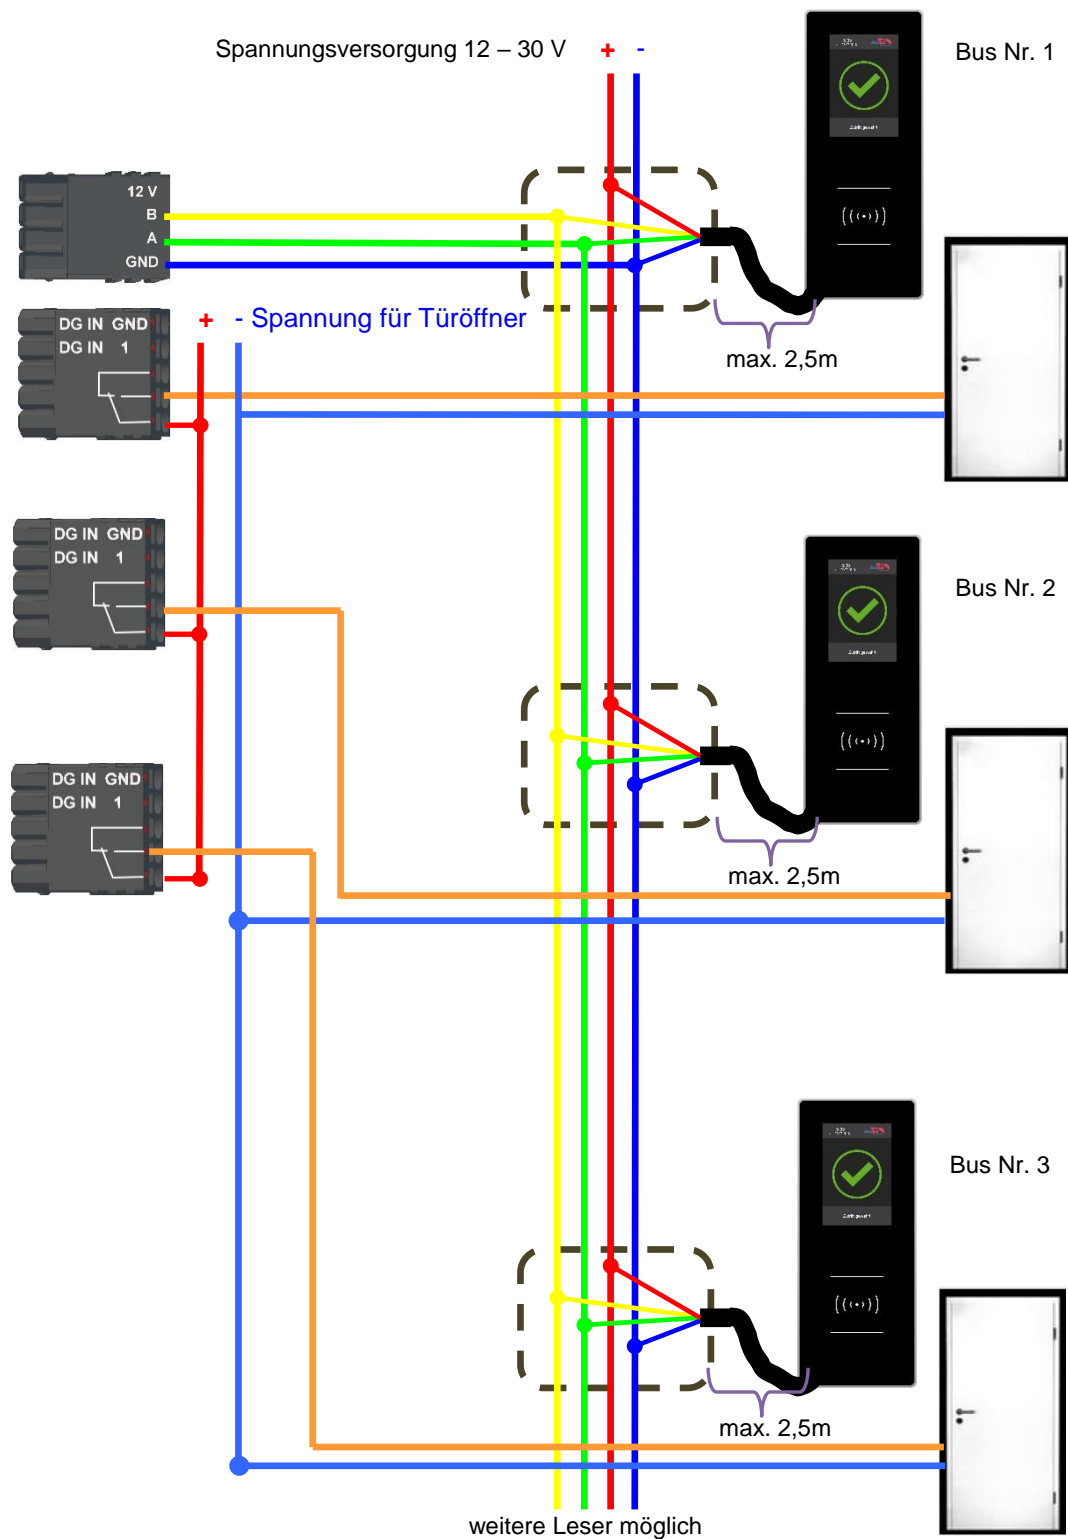 Spannungsversorgung 12 – 30 V + -
Bus Nr. 1
12 V
B
A
GND
DG IN GND
DG IN 1
+ - Spannung für Türöffner
max. 2,5m
DG IN GND
DG IN 1
Bus Nr. 2
DG IN GND
DG IN 1
max. 2,5m
Bus Nr. 3
max. 2,5m
weitere Leser möglich